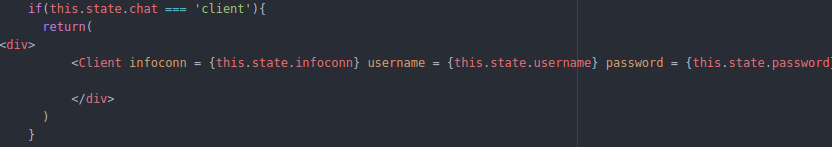 if(this.state.chat === 'client'){
return(
<div>
<Client infoconn = {this.state.infoconn} username = {this.state.username} password = {this.state.password}
</div>
)
}